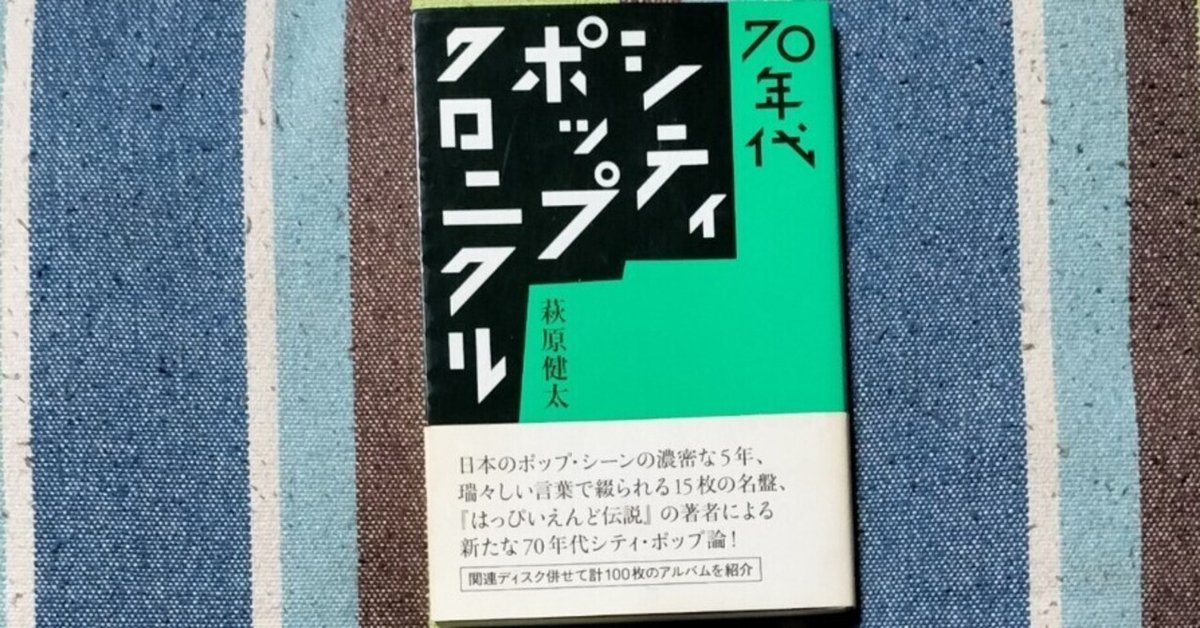 70年代
シティ
ポップ
クロニクル
萩原健太
日本のポップ・シーンの濃密な5年、
瑞々しい言葉で綴られる15枚の名盤、
『はっぴいえんど伝説』の著者による
新たな70年代シティ・ポップ論!
関連ディスク併せて計100枚のアルバムを紹介